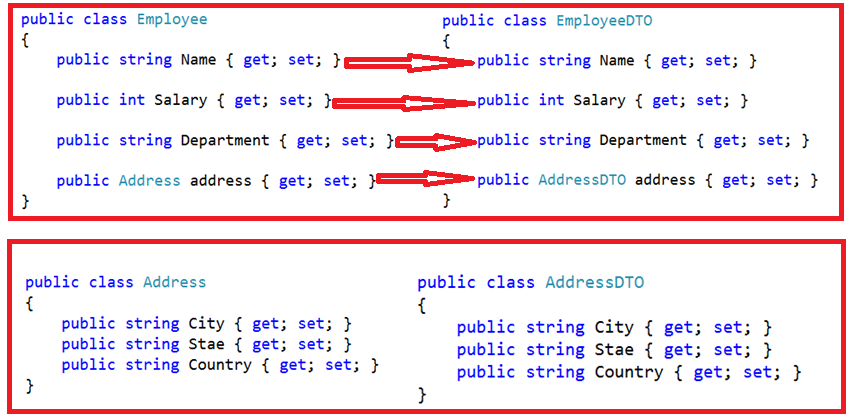 public class Employee
{
public string Name { get; set; }
public int Salary { get; set; }
public string Department { get; set; }
public Address address { get; set; }
}
public class EmployeeDTO
{
public string Name { get; set; }
public int Salary { get; set; }
public string Department { get; set; }
public AddressDTO address { get; set; }
}
public class Address
{
public string City { get; set; }
public string Stae { get; set; }
public string Country { get; set; }
}
public class AddressDTO
{
public string City { get; set; }
public string Stae { get; set; }
public string Country { get; set; }
}